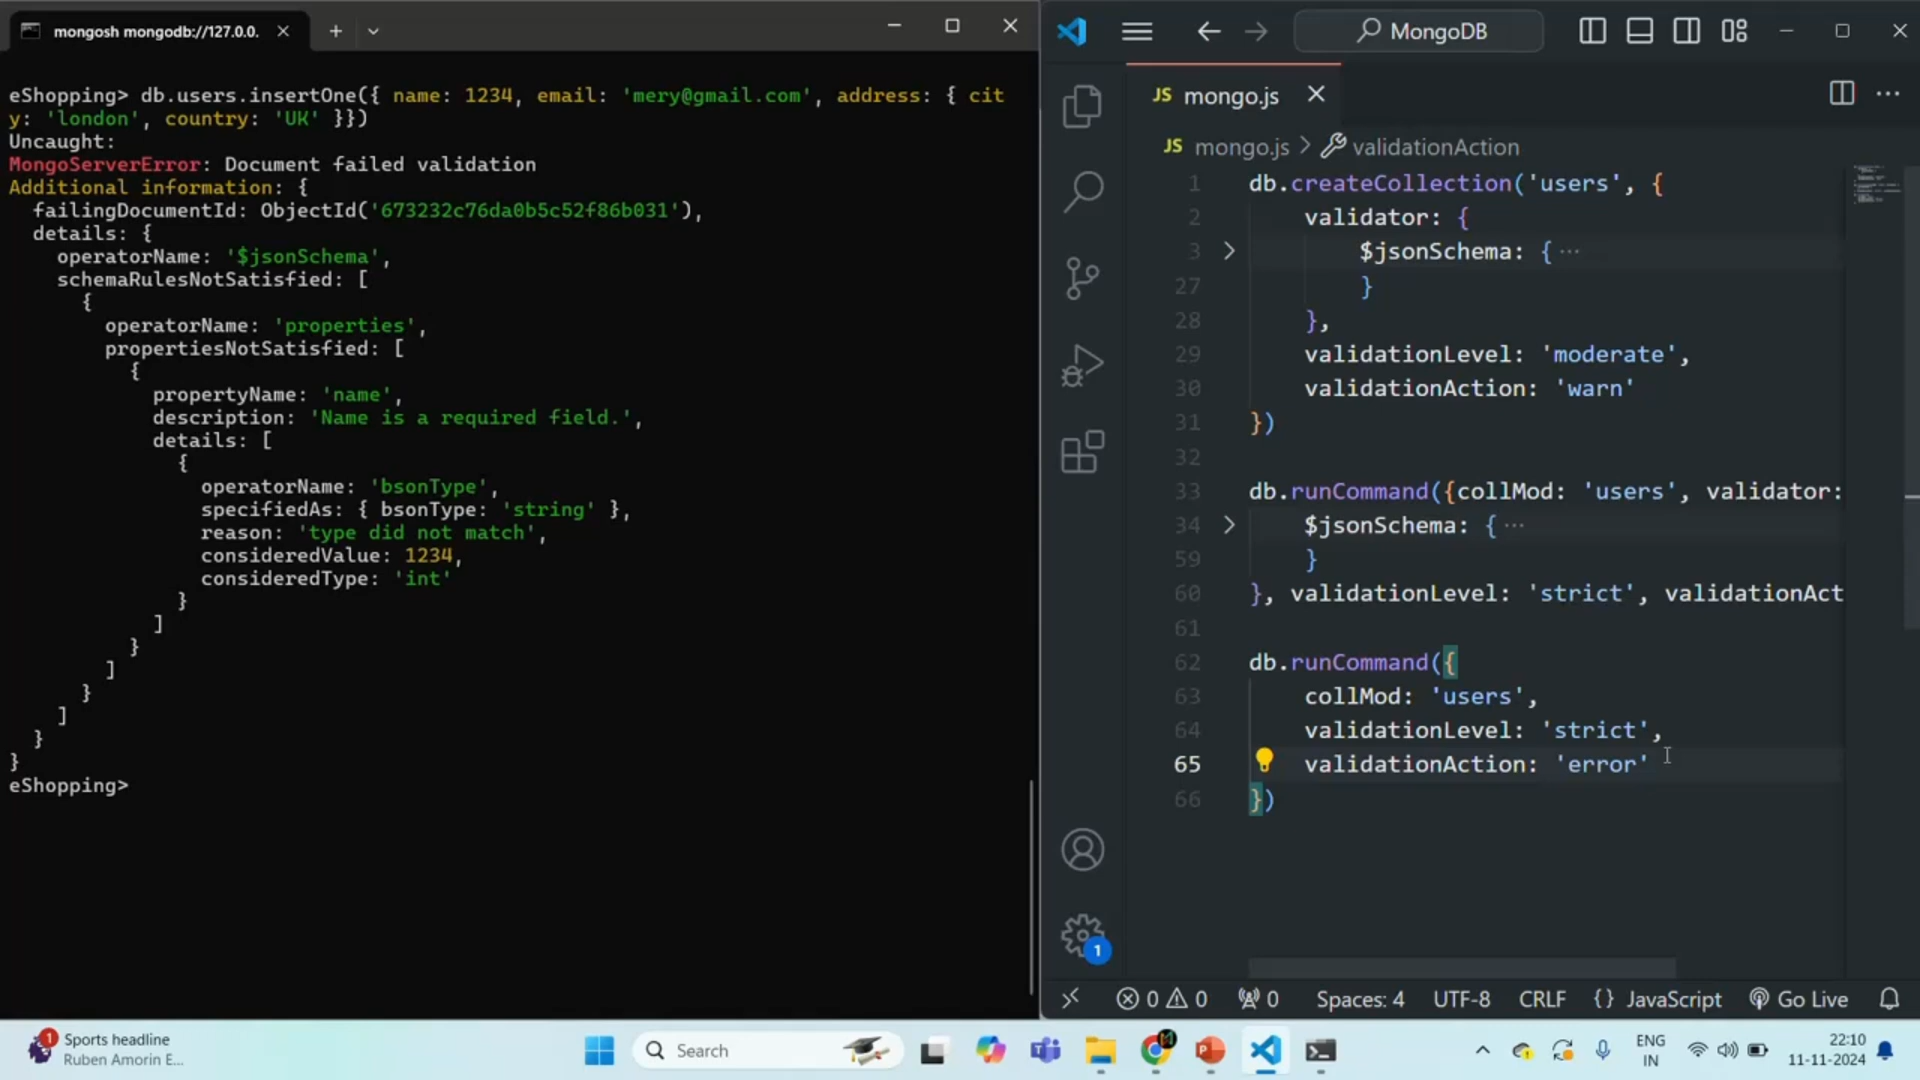 mongosh mongodb://127.0.0.
eShopping> db.users.insertOne({ name: 1234, email: 'mery@gmail.com', address: { cit
y: 'london', country: 'UK' }})
Uncaught:
MongoServerError: Document failed validation
Additional information: {
  failingDocumentId: ObjectId('673232c76da0b5c52f86b031'),
  details: {
    operatorName: '$jsonSchema',
    schemaRulesNotSatisfied: [
      {
        operatorName: 'properties',
        propertiesNotSatisfied: [
          {
            propertyName: 'name',
            description: 'Name is a required field.',
            details: [
              {
                operatorName: 'bsonType',
                specifiedAs: { bsonType: 'string' },
                reason: 'type did not match',
                consideredValue: 1234,
                consideredType: 'int'
              }
            ]
          }
        ]
      }
    ]
  }
}
eShopping>
MongoDB
JS mongo.js
JS mongo.js > validationAction
1 db.createCollection('users', {
2     validator: {
3         $jsonSchema: { ···
27         }
28     },
29     validationLevel: 'moderate',
30     validationAction: 'warn'
31 })
32
33 db.runCommand({collMod: 'users', validator:
34     $jsonSchema: { ···
59     }
60 }, validationLevel: 'strict', validationAct
61
62 db.runCommand({
63     collMod: 'users',
64     validationLevel: 'strict',
65     validationAction: 'error'
66 })
1
0 0 0 Spaces: 4 UTF-8 CRLF {} JavaScript Go Live
1 Sports headline
Ruben Amorin E...
Search
ENG
IN
22:10
11-11-2024